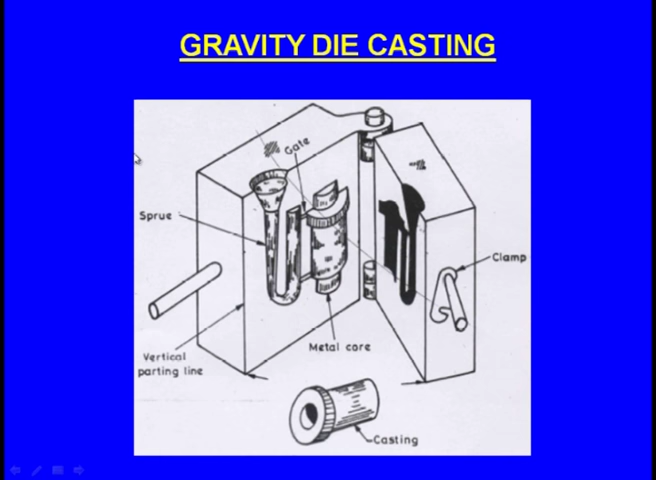 GRAVITY DIE CASTING
Gate
Sprue
Clamp
Metal core
Vertical
parting line
Casting